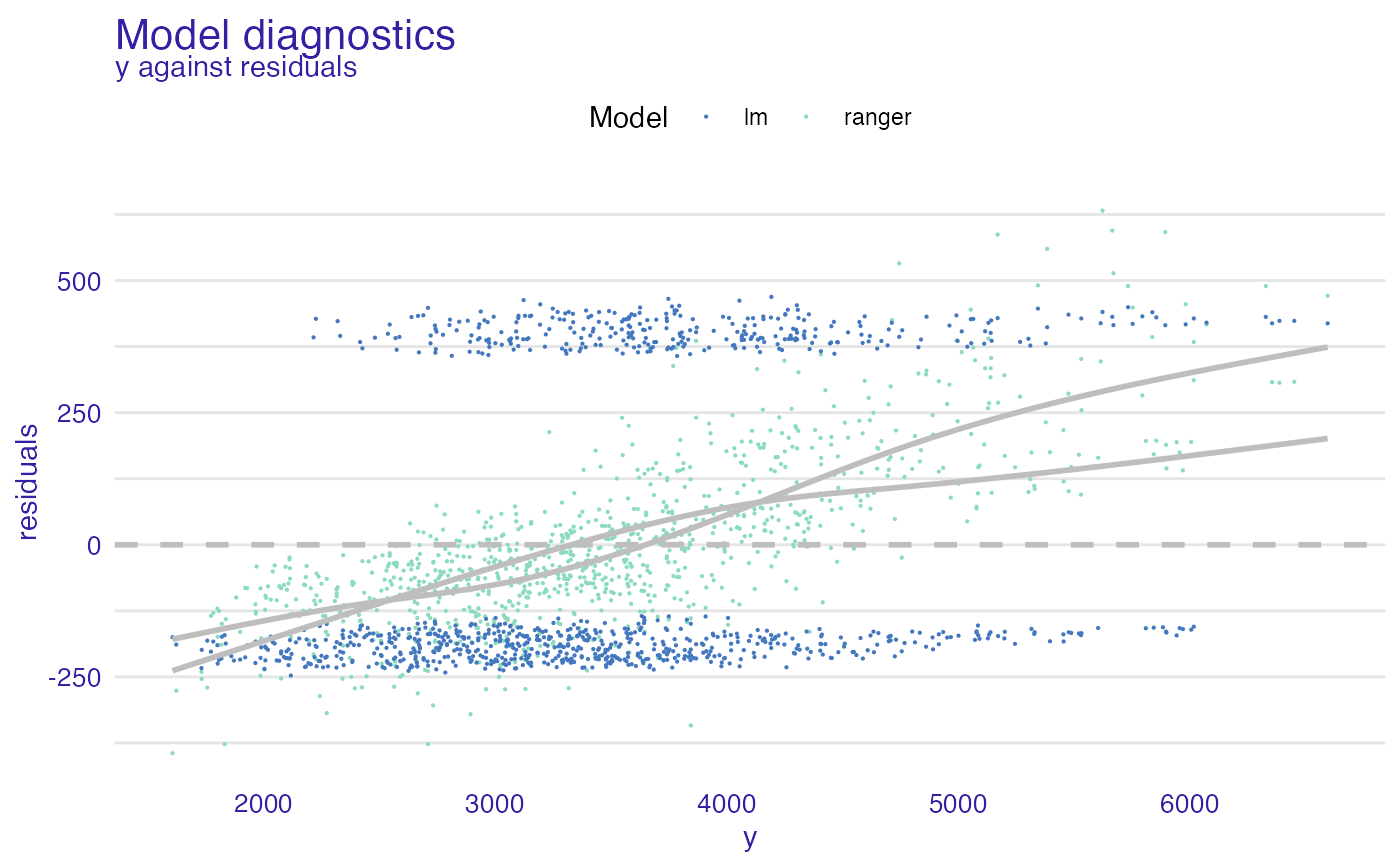 Model diagnostics
y against residuals
Model lm ranger
500
250
0
-250
residuals
2000 3000 4000 5000 6000
y